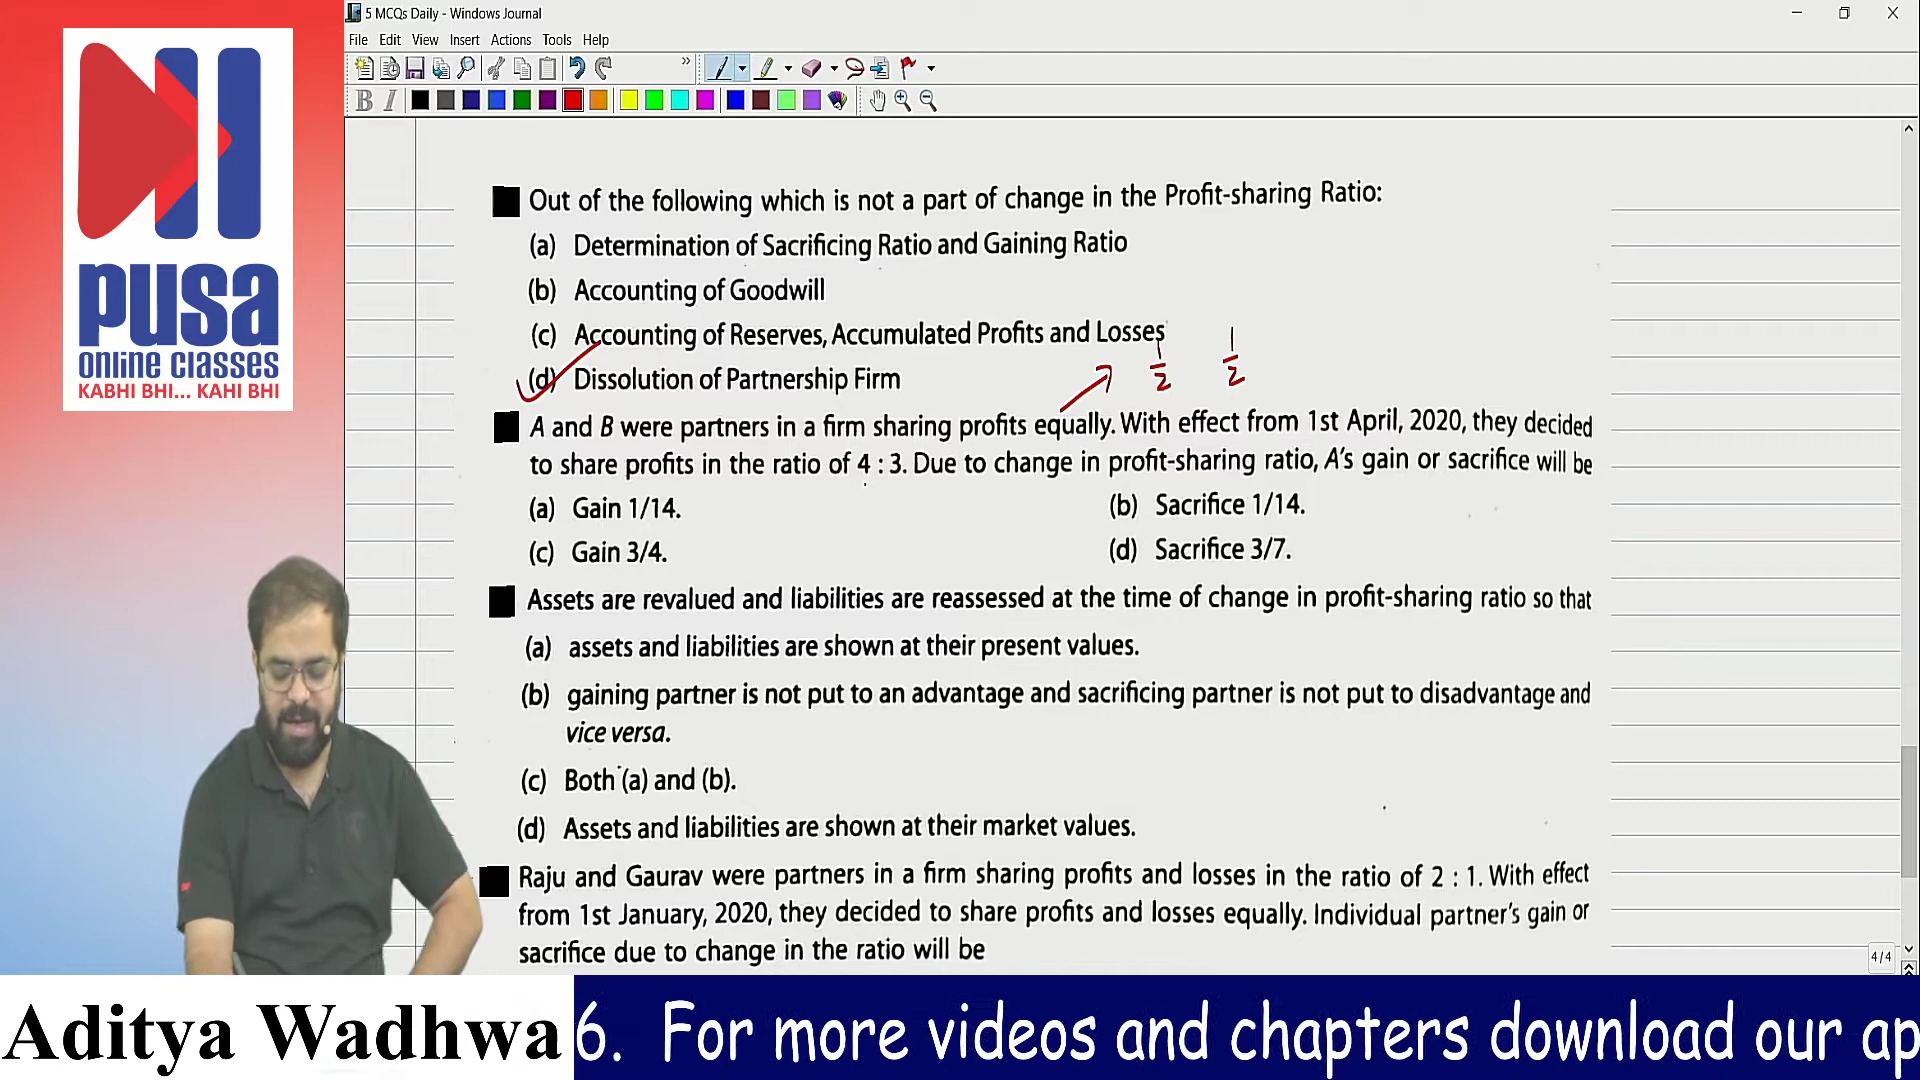 5 MCQs Daily - Windows Journal
File Edit View Insert Actions Tools Help
B I
pusa
ONLINE CLASSES
KABHI BHI... KAHI BHI
Out of the following which is not a part of change in the Profit-sharing Ratio:
(a) Determination of Sacrificing Ratio and Gaining Ratio
(b) Accounting of Goodwill
(c) Accounting of Reserves, Accumulated Profits and Losses
1/2 1/2
(d) Dissolution of Partnership Firm
A and B were partners in a firm sharing profits equally. With effect from 1st April, 2020, they decided
to share profits in the ratio of 4 : 3. Due to change in profit-sharing ratio, A's gain or sacrifice will be
(a) Gain 1/14. (b) Sacrifice 1/14.
(c) Gain 3/4. (d) Sacrifice 3/7.
Assets are revalued and liabilities are reassessed at the time of change in profit-sharing ratio so that
(a) assets and liabilities are shown at their present values.
(b) gaining partner is not put to an advantage and sacrificing partner is not put to disadvantage and
vice versa.
(c) Both (a) and (b).
(d) Assets and liabilities are shown at their market values.
Raju and Gaurav were partners in a firm sharing profits and losses in the ratio of 2 : 1. With effect
from 1st January, 2020, they decided to share profits and losses equally. Individual partner's gain or
sacrifice due to change in the ratio will be
4/4
Aditya Wadhwa
6. For more videos and chapters download our ap